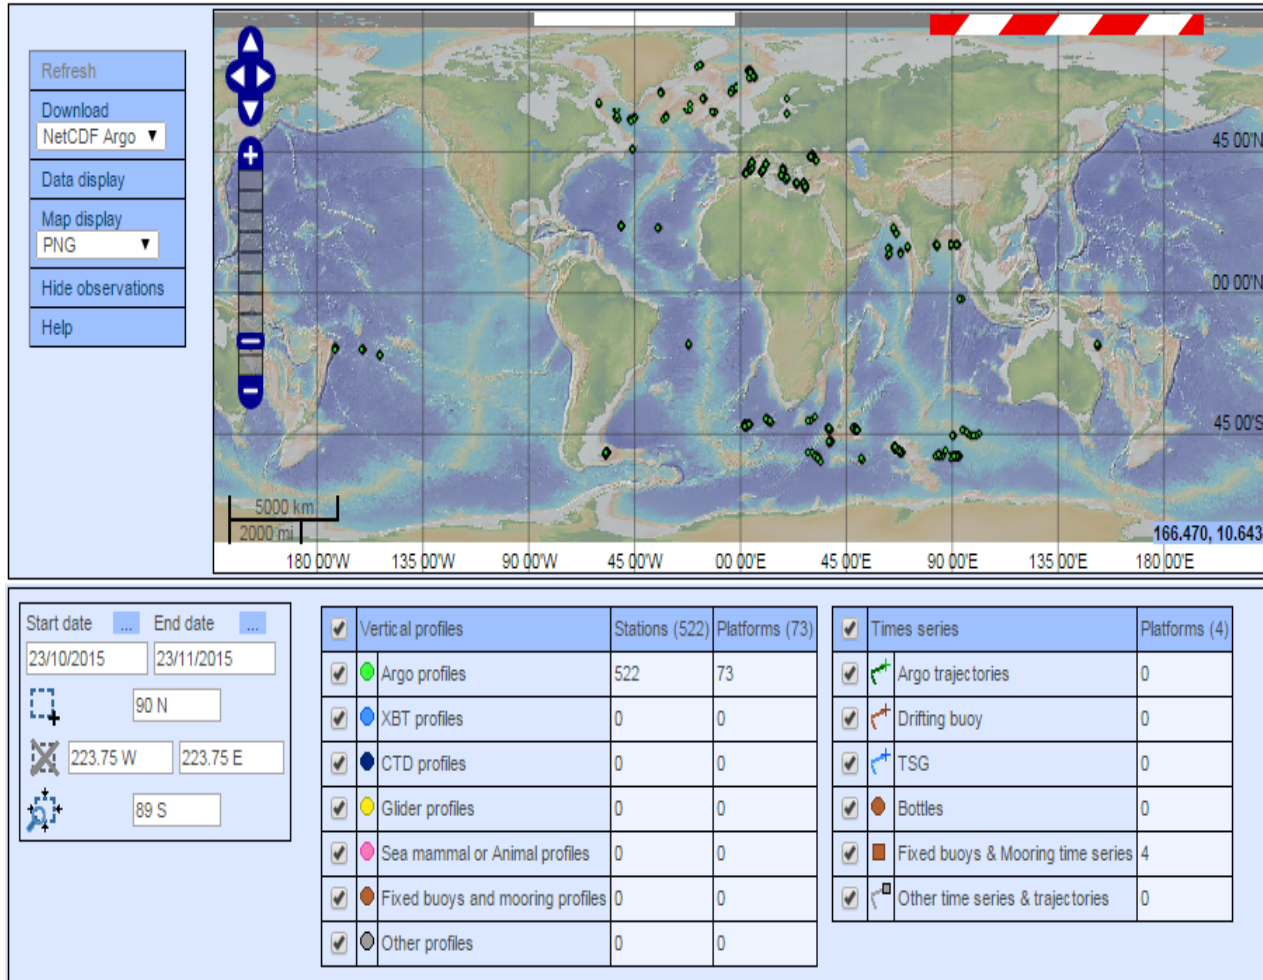 Refresh
Download
NetCDF Argo
Data display
Map display
PNG
Hide observations
Help
45 00'N
00 00'N
45 00'S
5000 km
2000 mi
166.470, 10.643
180 00'W 135 00'W 90 00'W 45 00'W 00 00'E 45 00'E 90 00'E 135 00'E 180 00'E
Start date ... End date ...
23/10/2015 23/11/2015
90 N
223.75 W 223.75 E
89 S
Vertical profiles Stations (522) Platforms (73)
Argo profiles 522 73
XBT profiles 0 0
CTD profiles 0 0
Glider profiles 0 0
Sea mammal or Animal profiles 0 0
Fixed buoys and mooring profiles 0 0
Other profiles 0 0
Times series Platforms (4)
Argo trajectories 0
Drifting buoy 0
TSG 0
Bottles 0
Fixed buoys & Mooring time series 4
Other time series & trajectories 0